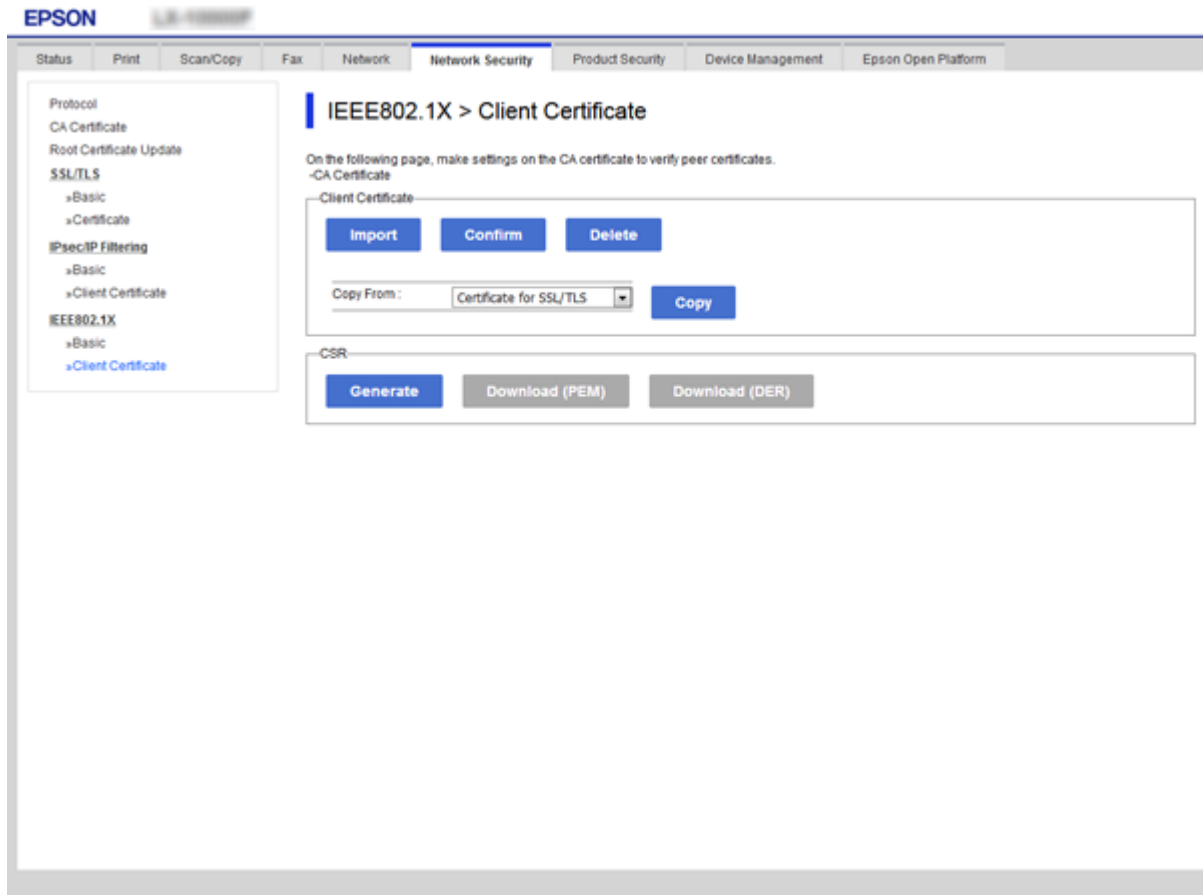 EPSON
Status Print Scan/Copy Fax Network Network Security Product Security Device Management Epson Open Platform
Protocol
CA Certificate
Root Certificate Update
SSL/TLS
»Basic
»Certificate
IPsec/IP Filtering
»Basic
»Client Certificate
IEEE802.1X
»Basic
»Client Certificate
IEEE802.1X > Client Certificate
On the following page, make settings on the CA certificate to verify peer certificates.
-CA Certificate
Client Certificate
Import Confirm Delete
Copy From : Certificate for SSL/TLS Copy
CSR
Generate Download (PEM) Download (DER)